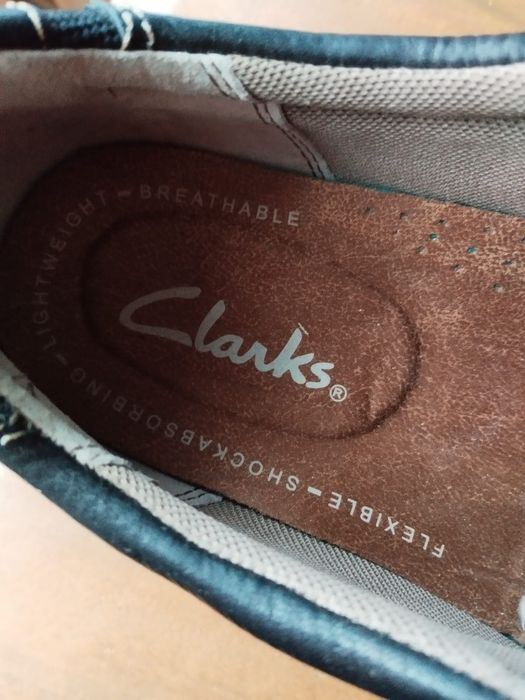 BREATHABLE
Clarks®
FLEXIBLE – SHOCKABSORBING – LIGHTWEIGHT –